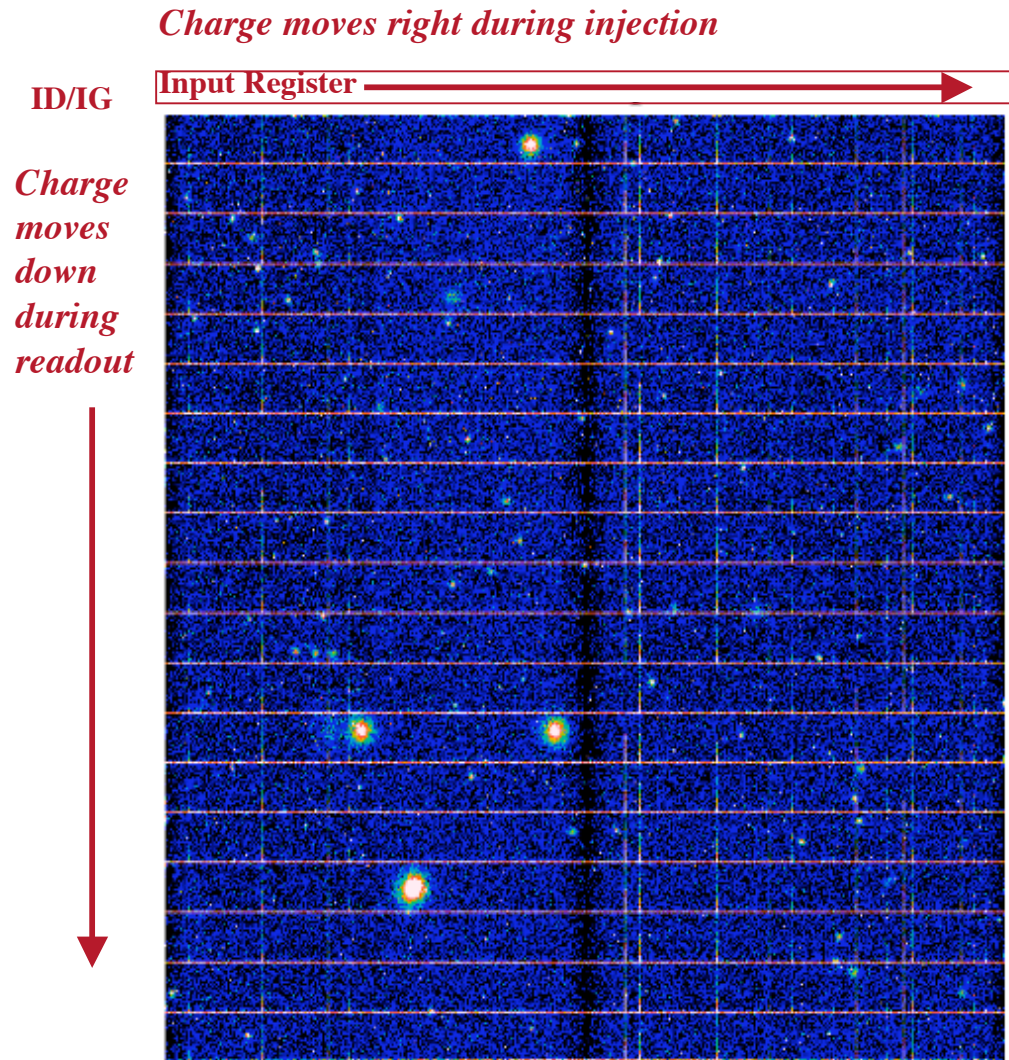 Charge moves right during injection
Input Register
ID/IG
Charge
moves
down
during
readout